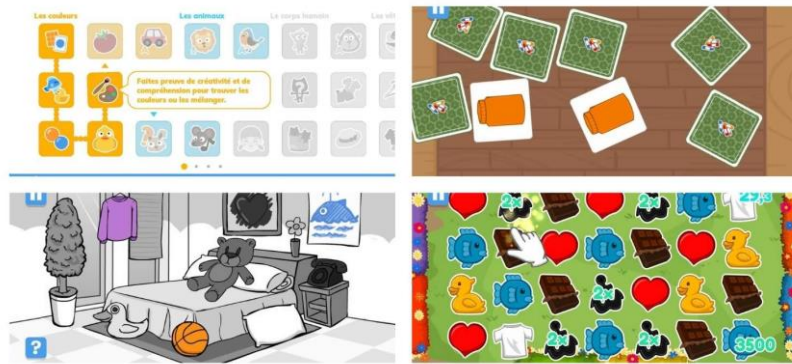 Les couleurs
Les animaux
Le corps humain
Faites preuve de créativité et de
compréhension pour trouver les
couleurs ou les mélanger.
?
2x
2x
2x
2x
2x
3500